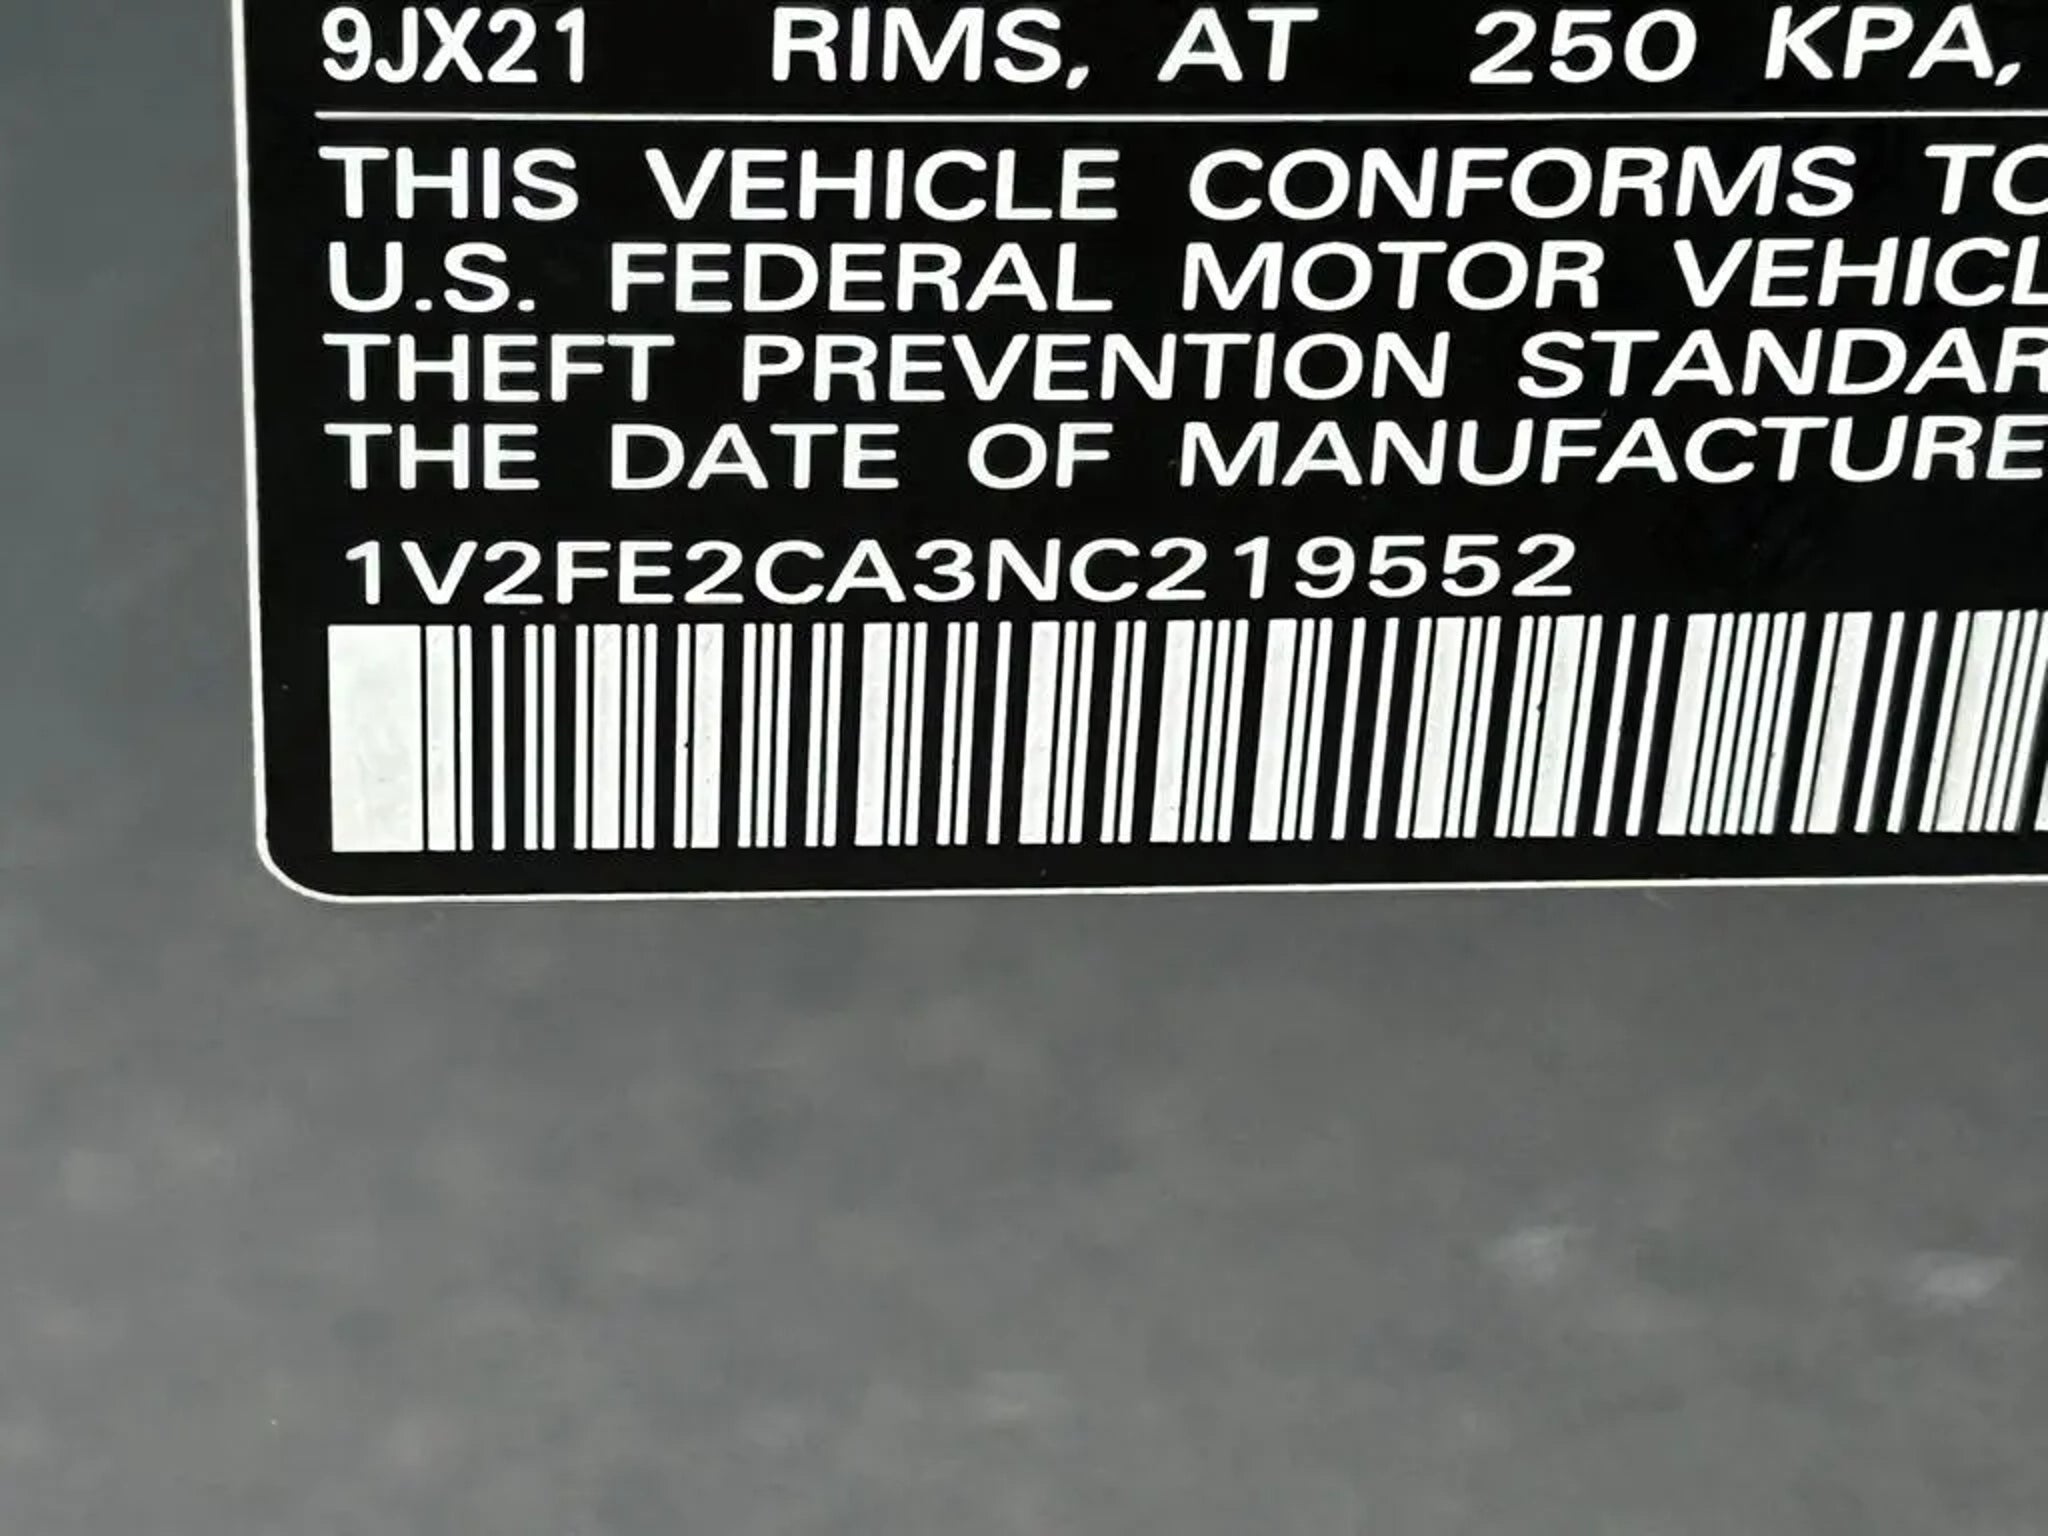 9JX21 RIMS, AT 250 KPA,
THIS VEHICLE CONFORMS TO
U.S. FEDERAL MOTOR VEHICL
THEFT PREVENTION STANDAR
THE DATE OF MANUFACTURE
1V2FE2CA3NC219552